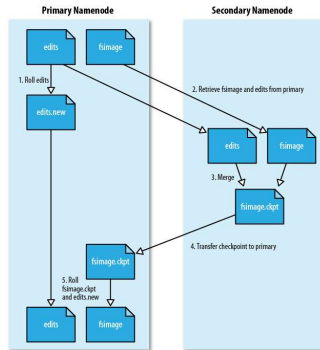 Primary Namenode
Secondary Namenode
edits
fsimage
1. Roll edits
2. Retrieve fsimage and edits from primary
edits.new
edits
fsimage
3. Merge
fsimage.ckpt
4. Transfer checkpoint to primary
fsimage.ckpt
5. Roll
fsimage.ckpt
and edits.new
edits
fsimage